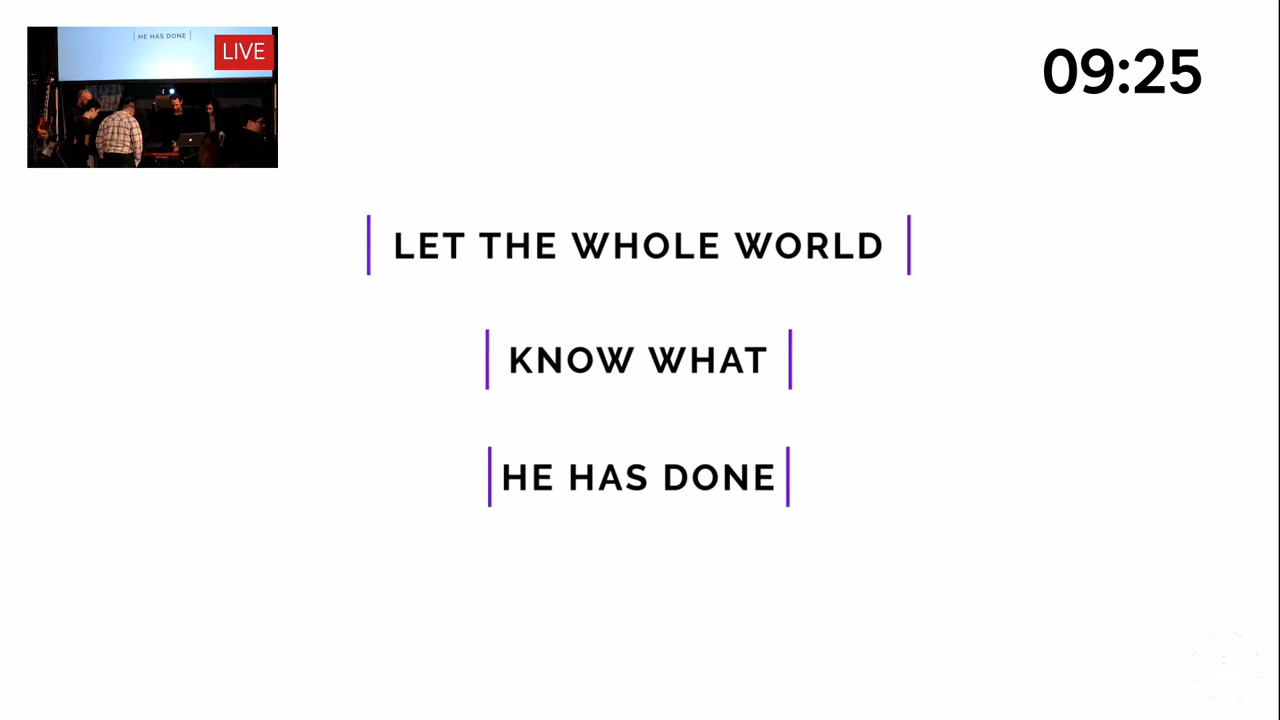 HE HAS DONE
LIVE
09:25
LET THE WHOLE WORLD
KNOW WHAT
HE HAS DONE